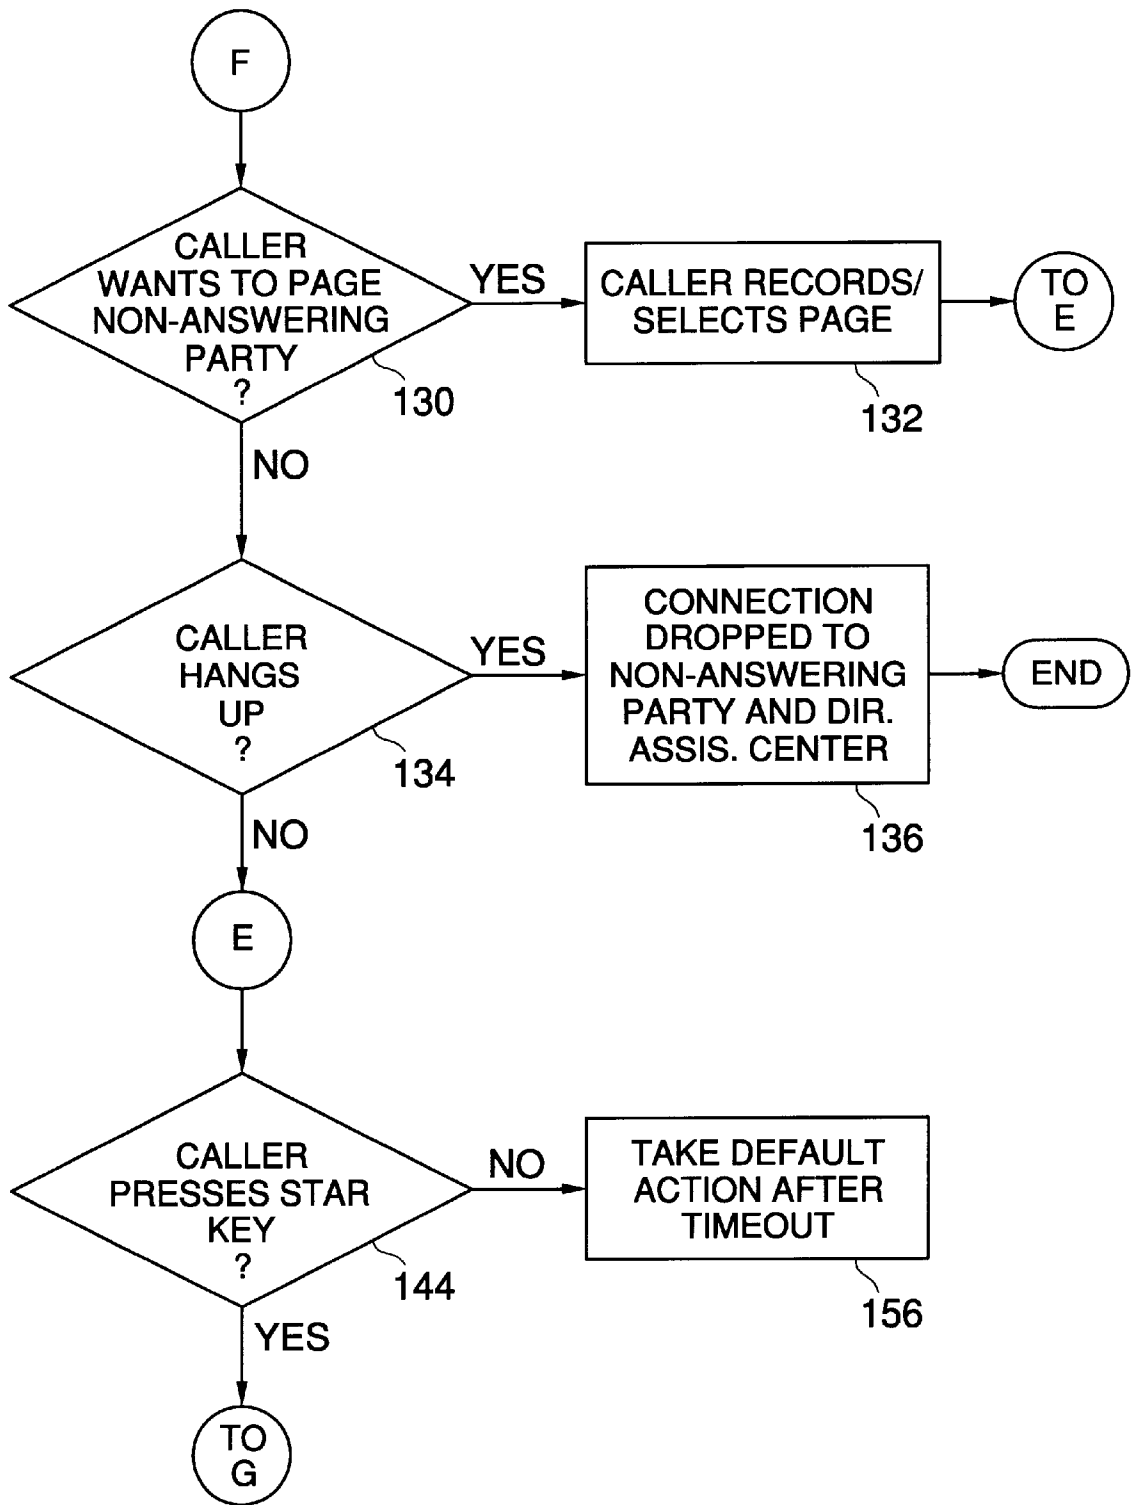 F
CALLER
WANTS TO PAGE
NON-ANSWERING
PARTY
?
130
YES
CALLER RECORDS/
SELECTS PAGE
132
TO
E
NO
CALLER
HANGS
UP
?
134
YES
CONNECTION
DROPPED TO
NON-ANSWERING
PARTY AND DIR.
ASSIS. CENTER
136
END
NO
E
CALLER
PRESSES STAR
KEY
?
144
NO
TAKE DEFAULT
ACTION AFTER
TIMEOUT
156
YES
TO
G